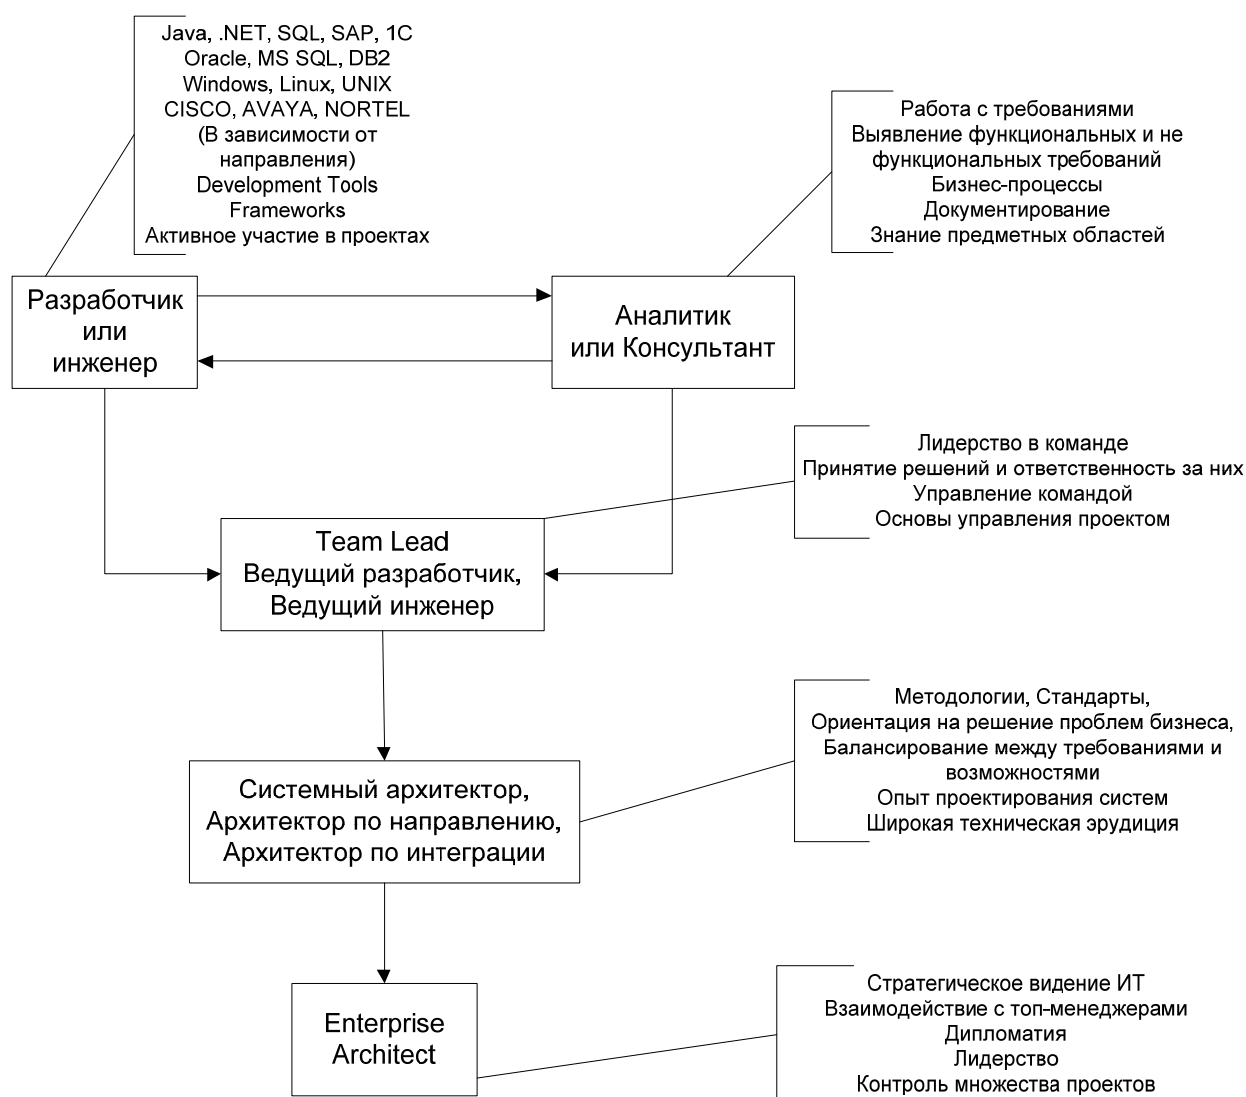 Java, .NET, SQL, SAP, 1C
Oracle, MS SQL, DB2
Windows, Linux, UNIX
CISCO, AVAYA, NORTEL
(В зависимости от
направления)
Development Tools
Frameworks
Активное участие в проектах
Работа с требованиями
Выявление функциональных и не
функциональных требований
Бизнес-процессы
Документирование
Знание предметных областей
Разработчик
или
инженер
Аналитик
или Консультант
Лидерство в команде
Принятие решений и ответственность за них
Управление командой
Основы управления проектом
Team Lead
Ведущий разработчик,
Ведущий инженер
Методологии, Стандарты,
Ориентация на решение проблем бизнеса,
Балансирование между требованиями и
возможностями
Опыт проектирования систем
Широкая техническая эрудиция
Системный архитектор,
Архитектор по направлению,
Архитектор по интеграции
Стратегическое видение ИТ
Взаимодействие с топ-менеджерами
Дипломатия
Лидерство
Контроль множества проектов
Enterprise
Architect